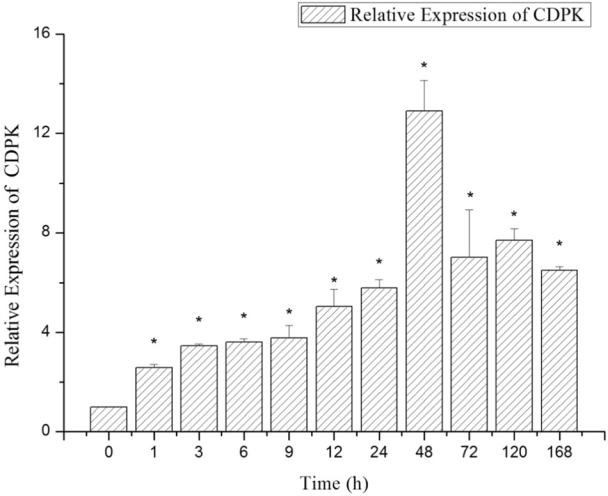 Relative Expression of CDPK
16
12
8
4
0
Relative Expression of CDPK
* * * * * * * * * *
0 1 3 6 9 12 24 48 72 120 168
Time (h)